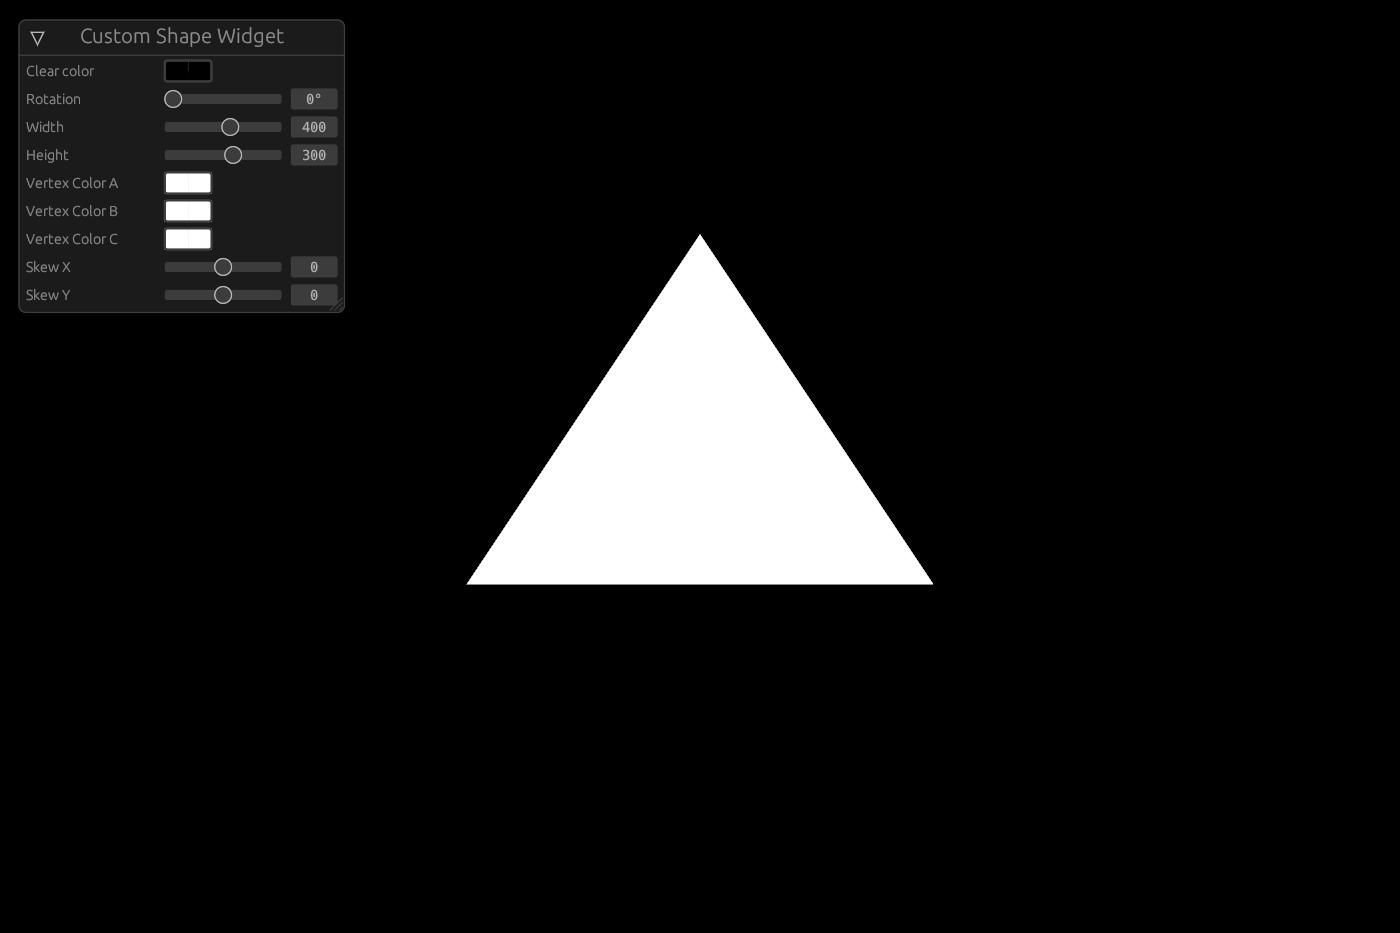 Custom Shape Widget
Clear color
Rotation 0°
Width 400
Height 300
Vertex Color A
Vertex Color B
Vertex Color C
Skew X 0
Skew Y 0